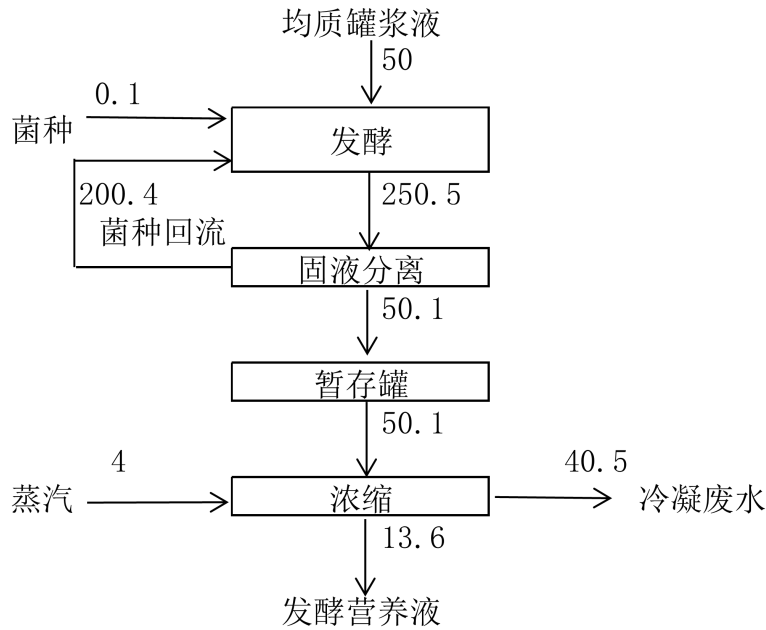 均质罐浆液
50
0.1
菌种
发酵
200.4
250.5
菌种回流
固液分离
50.1
暂存罐
50.1
4
40.5
蒸汽
浓缩
冷凝废水
13.6
发酵营养液